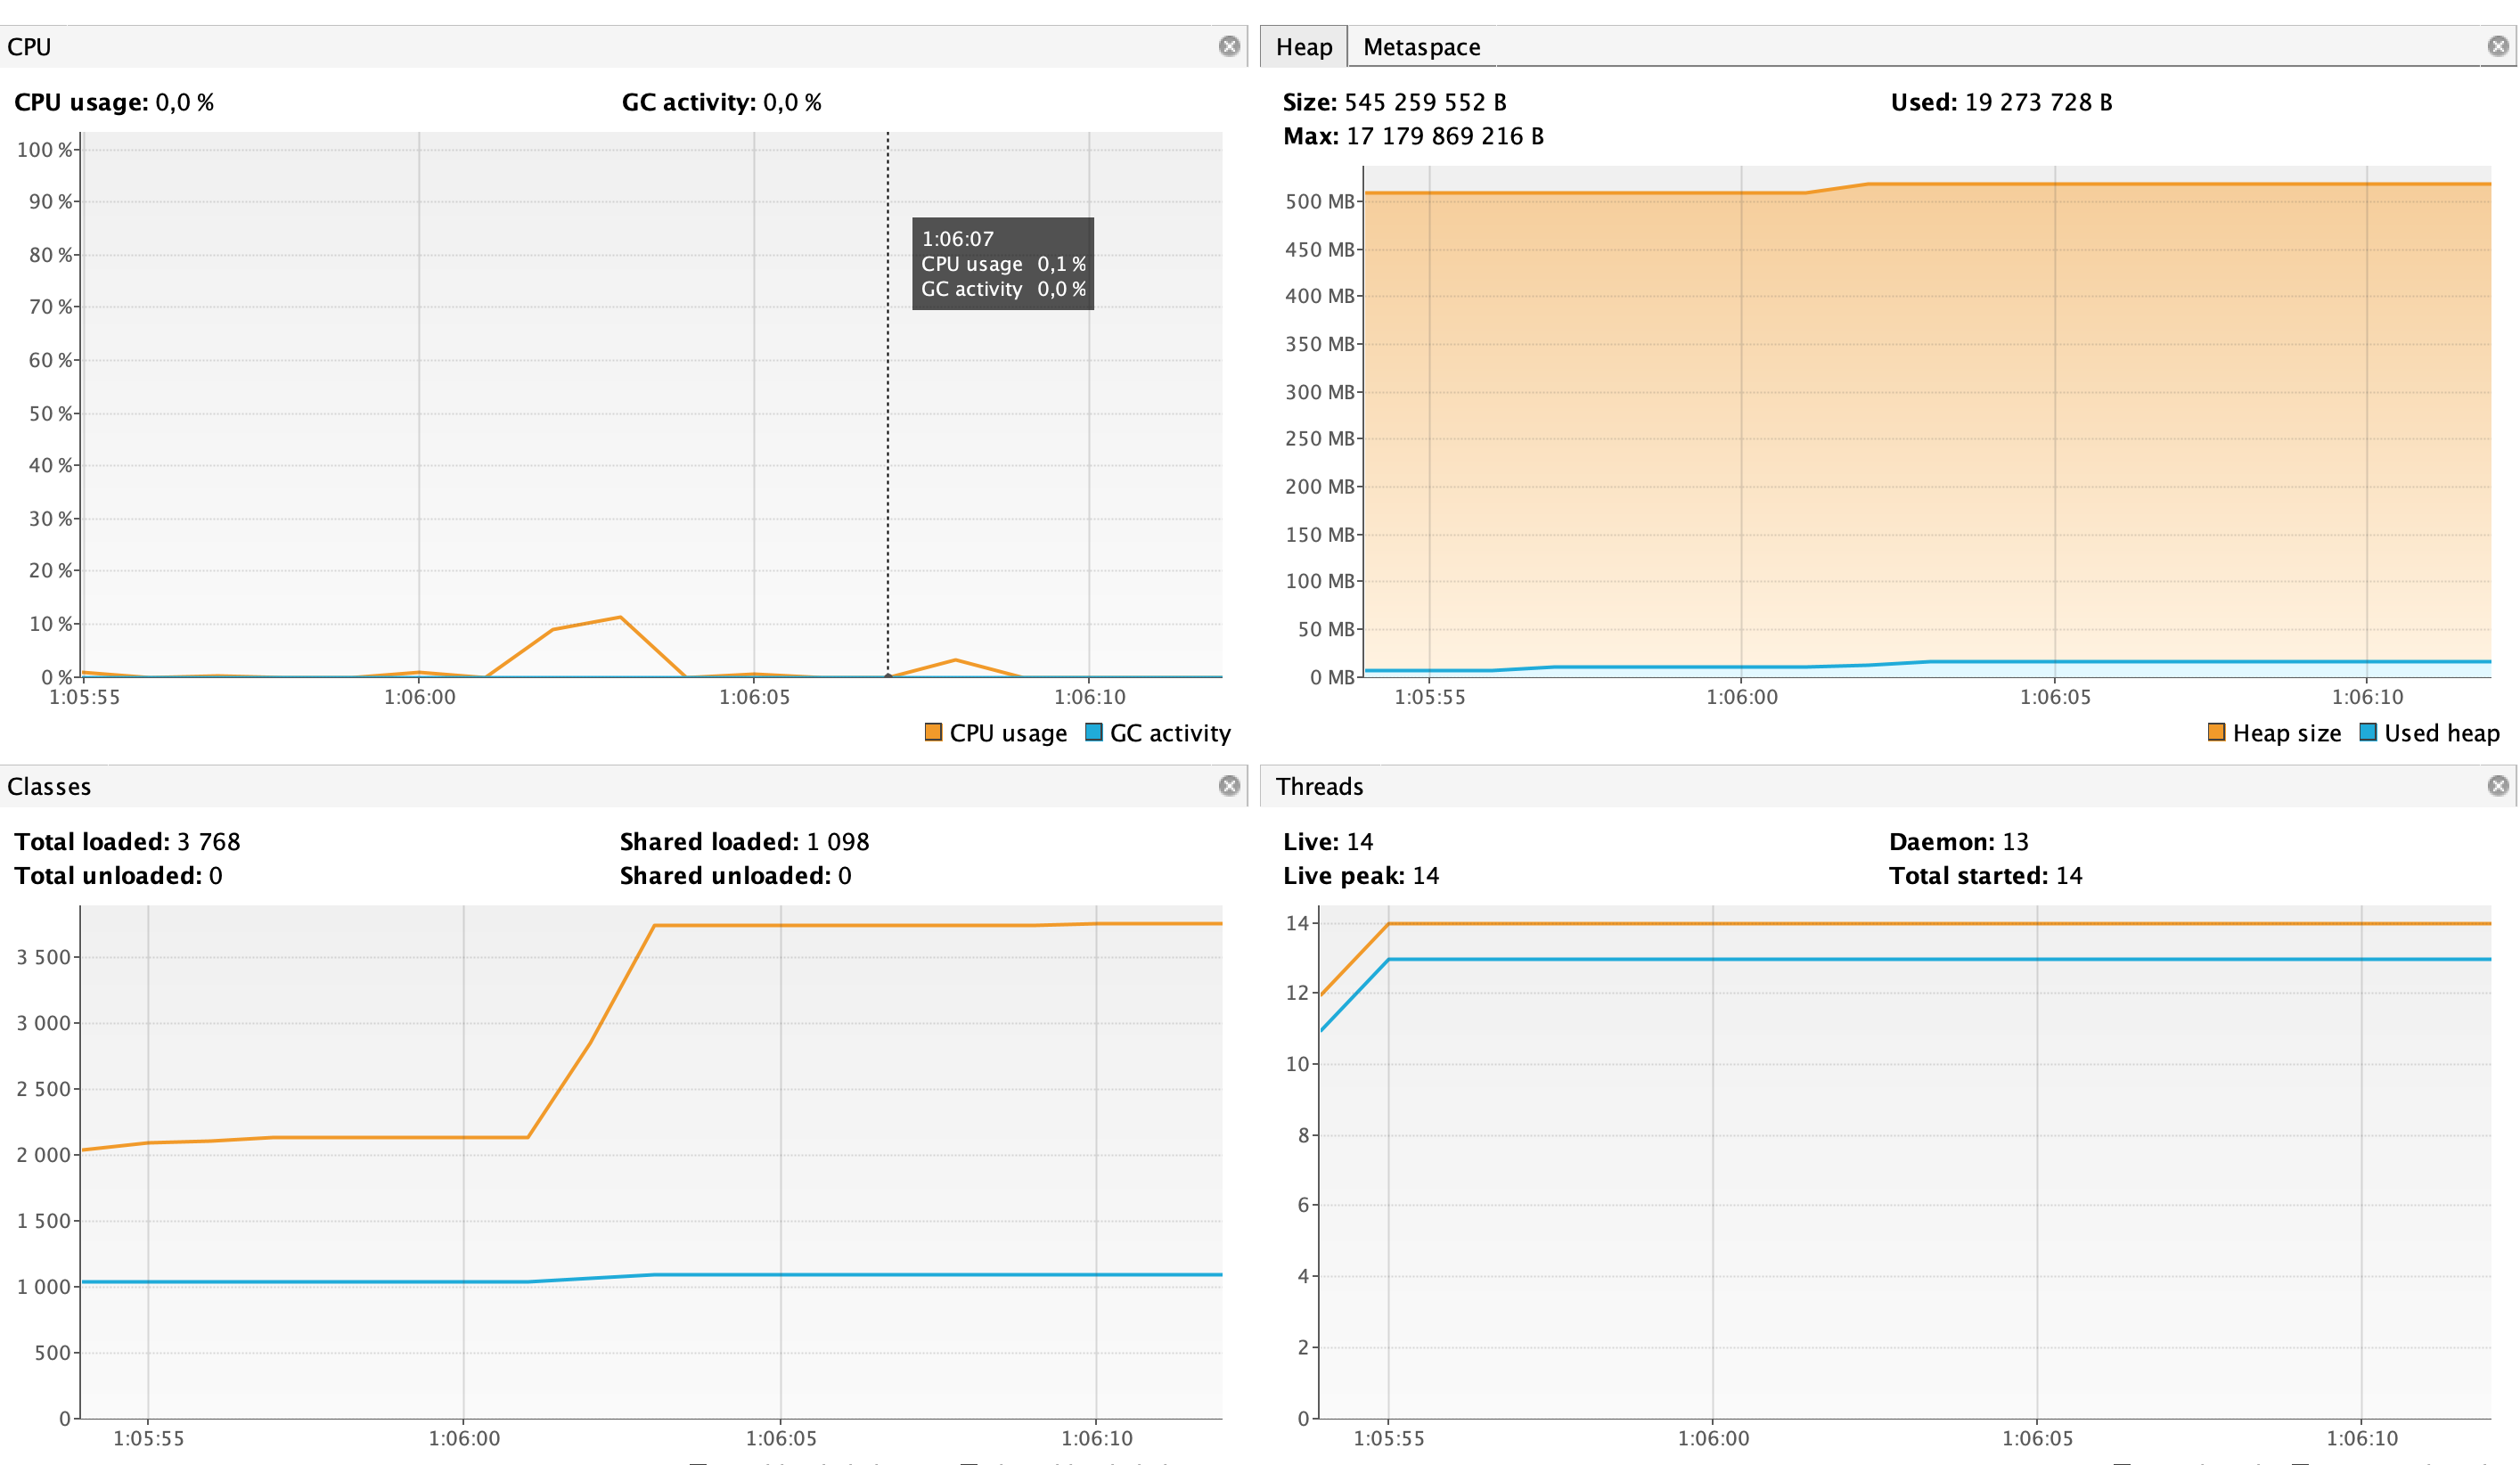 CPU
CPU usage: 0,0 %
GC activity: 0,0 %
100 %
90 %
80 %
70 %
60 %
50 %
40 %
30 %
20 %
10 %
0 %
1:06:07
CPU usage 0,1 %
GC activity 0,0 %
1:05:55
1:06:00
1:06:05
1:06:10
CPU usage
GC activity
Heap
Metaspace
Size: 545 259 552 B
Used: 19 273 728 B
Max: 17 179 869 216 B
500 MB
450 MB
400 MB
350 MB
300 MB
250 MB
200 MB
150 MB
100 MB
50 MB
0 MB
1:05:55
1:06:00
1:06:05
1:06:10
Heap size
Used heap
Classes
Total loaded: 3 768
Shared loaded: 1 098
Total unloaded: 0
Shared unloaded: 0
3 500
3 000
2 500
2 000
1 500
1 000
500
0
1:05:55
1:06:00
1:06:05
1:06:10
Threads
Live: 14
Daemon: 13
Live peak: 14
Total started: 14
14
12
10
8
6
4
2
0
1:05:55
1:06:00
1:06:05
1:06:10